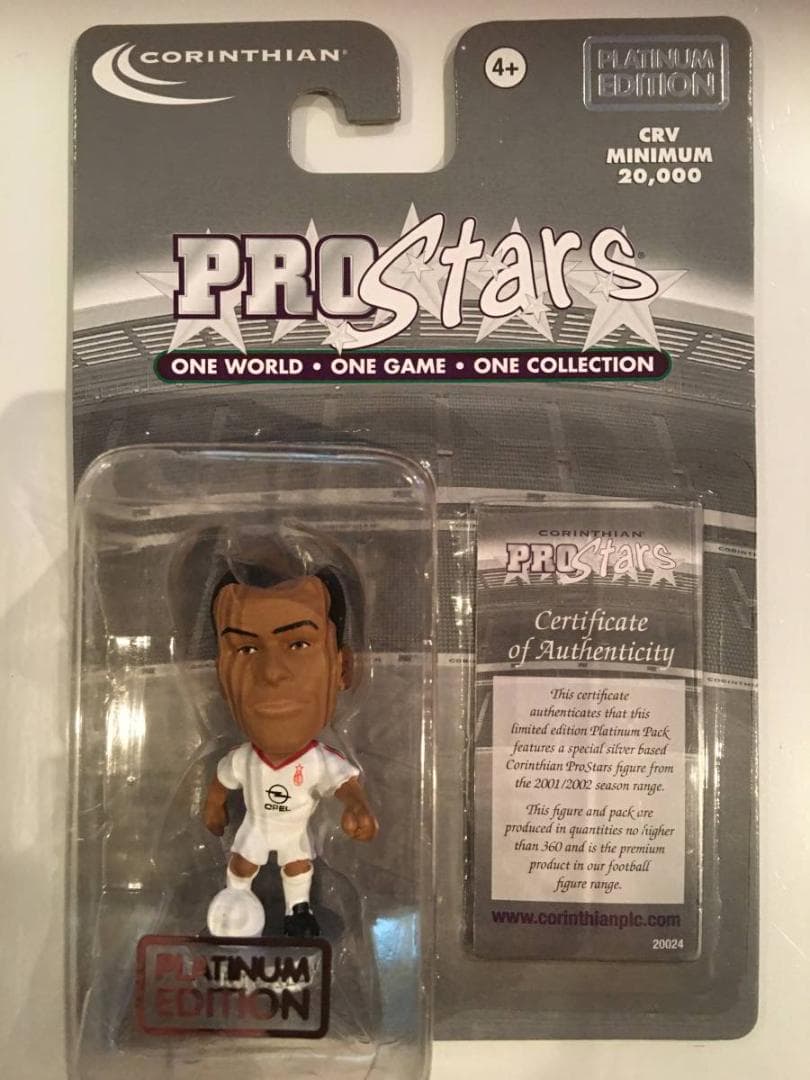 CORINTHIAN
4+
PLATINUM
EDITION
CRV
MINIMUM
20,000
PROStars
ONE WORLD • ONE GAME • ONE COLLECTION
CORINTHIAN
PROStars
Certificate
of Authenticity
This certificate
authenticates that this
limited edition Platinum Pack
features a special silver based
Corinthian ProStars figure from
the 2001/2002 season range.
This figure and pack are
produced in quantities no higher
than 360 and is the premium
product in our football
figure range.
www.corinthianplc.com
20024
OPEL
PLATINUM
EDITION